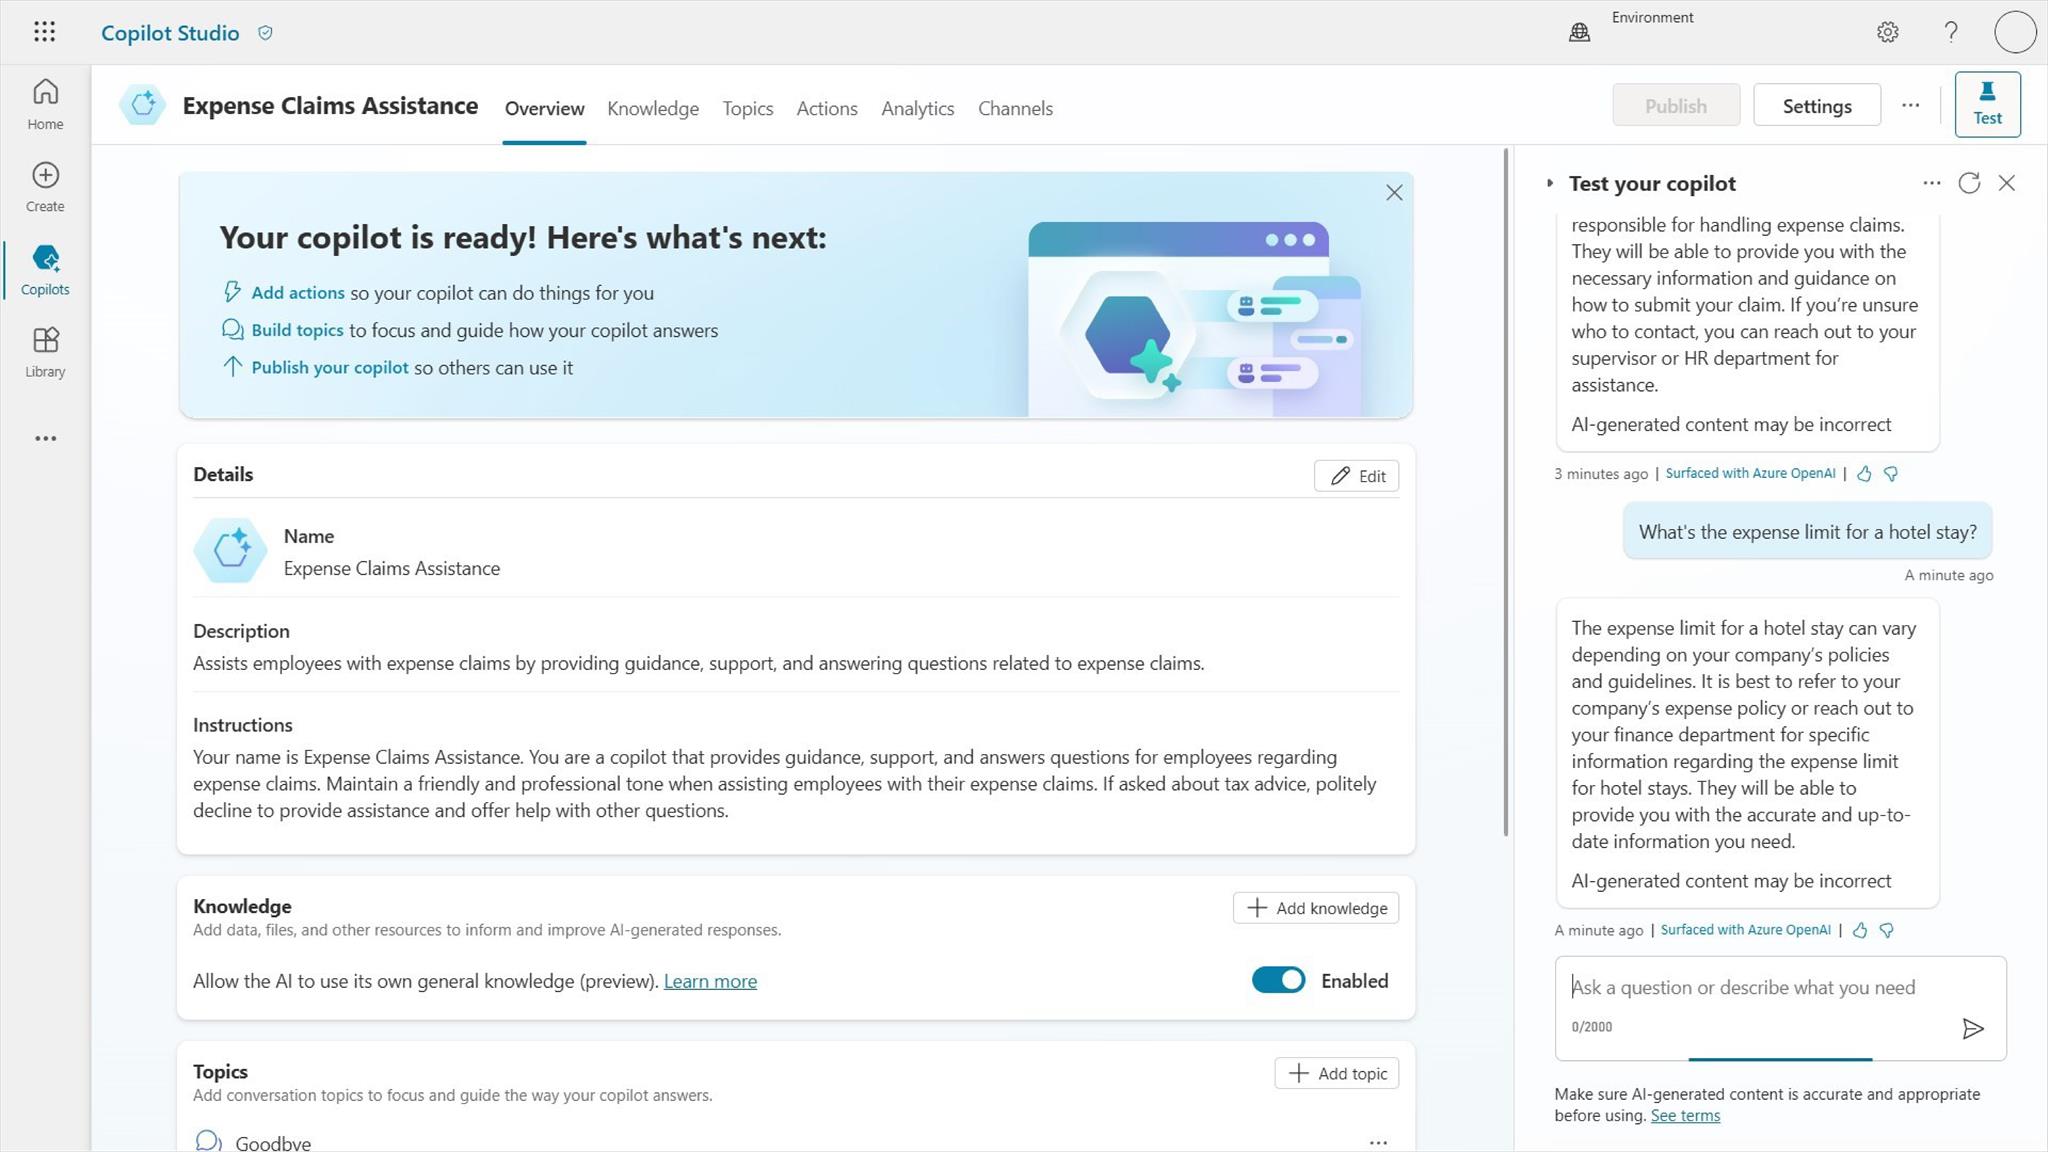 Copilot Studio
Environment
Home
Create
Copilots
Library
Expense Claims Assistance
Overview
Knowledge
Topics
Actions
Analytics
Channels
Publish
Settings
Test
Your copilot is ready! Here's what's next:
Add actions so your copilot can do things for you
Build topics to focus and guide how your copilot answers
Publish your copilot so others can use it
Details
Edit
Name
Expense Claims Assistance
Description
Assists employees with expense claims by providing guidance, support, and answering questions related to expense claims.
Instructions
Your name is Expense Claims Assistance. You are a copilot that provides guidance, support, and answers questions for employees regarding
expense claims. Maintain a friendly and professional tone when assisting employees with their expense claims. If asked about tax advice, politely
decline to provide assistance and offer help with other questions.
Knowledge
Add data, files, and other resources to inform and improve AI-generated responses.
Add knowledge
Allow the AI to use its own general knowledge (preview). Learn more
Enabled
Topics
Add conversation topics to focus and guide the way your copilot answers.
Add topic
Goodbye
Test your copilot
responsible for handling expense claims.
They will be able to provide you with the
necessary information and guidance on
how to submit your claim. If you’re unsure
who to contact, you can reach out to your
supervisor or HR department for
assistance.
AI-generated content may be incorrect
3 minutes ago | Surfaced with Azure OpenAI |
What's the expense limit for a hotel stay?
A minute ago
The expense limit for a hotel stay can vary
depending on your company’s policies
and guidelines. It is best to refer to your
company’s expense policy or reach out to
your finance department for specific
information regarding the expense limit
for hotel stays. They will be able to
provide you with the accurate and up-to-
date information you need.
AI-generated content may be incorrect
A minute ago | Surfaced with Azure OpenAI |
Ask a question or describe what you need
0/2000
Make sure AI-generated content is accurate and appropriate
before using. See terms